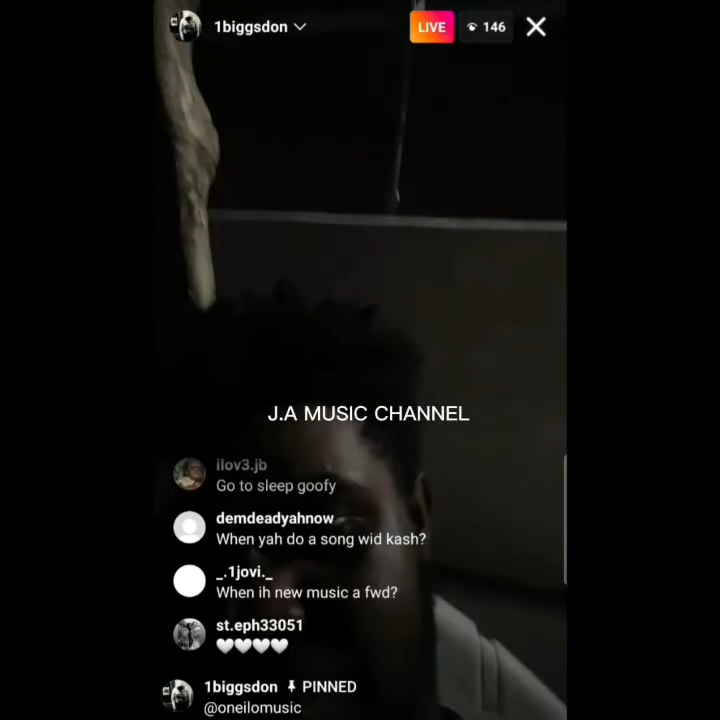 1biggsdon
LIVE
146
J.A MUSIC CHANNEL
ilov3.jb
Go to sleep goofy
demdeadyahnow
When yah do a song wid kash?
_.1jovi._
When ih new music a fwd?
st.eph33051
🤍🤍🤍🤍
1biggsdon PINNED
@oneilomusic